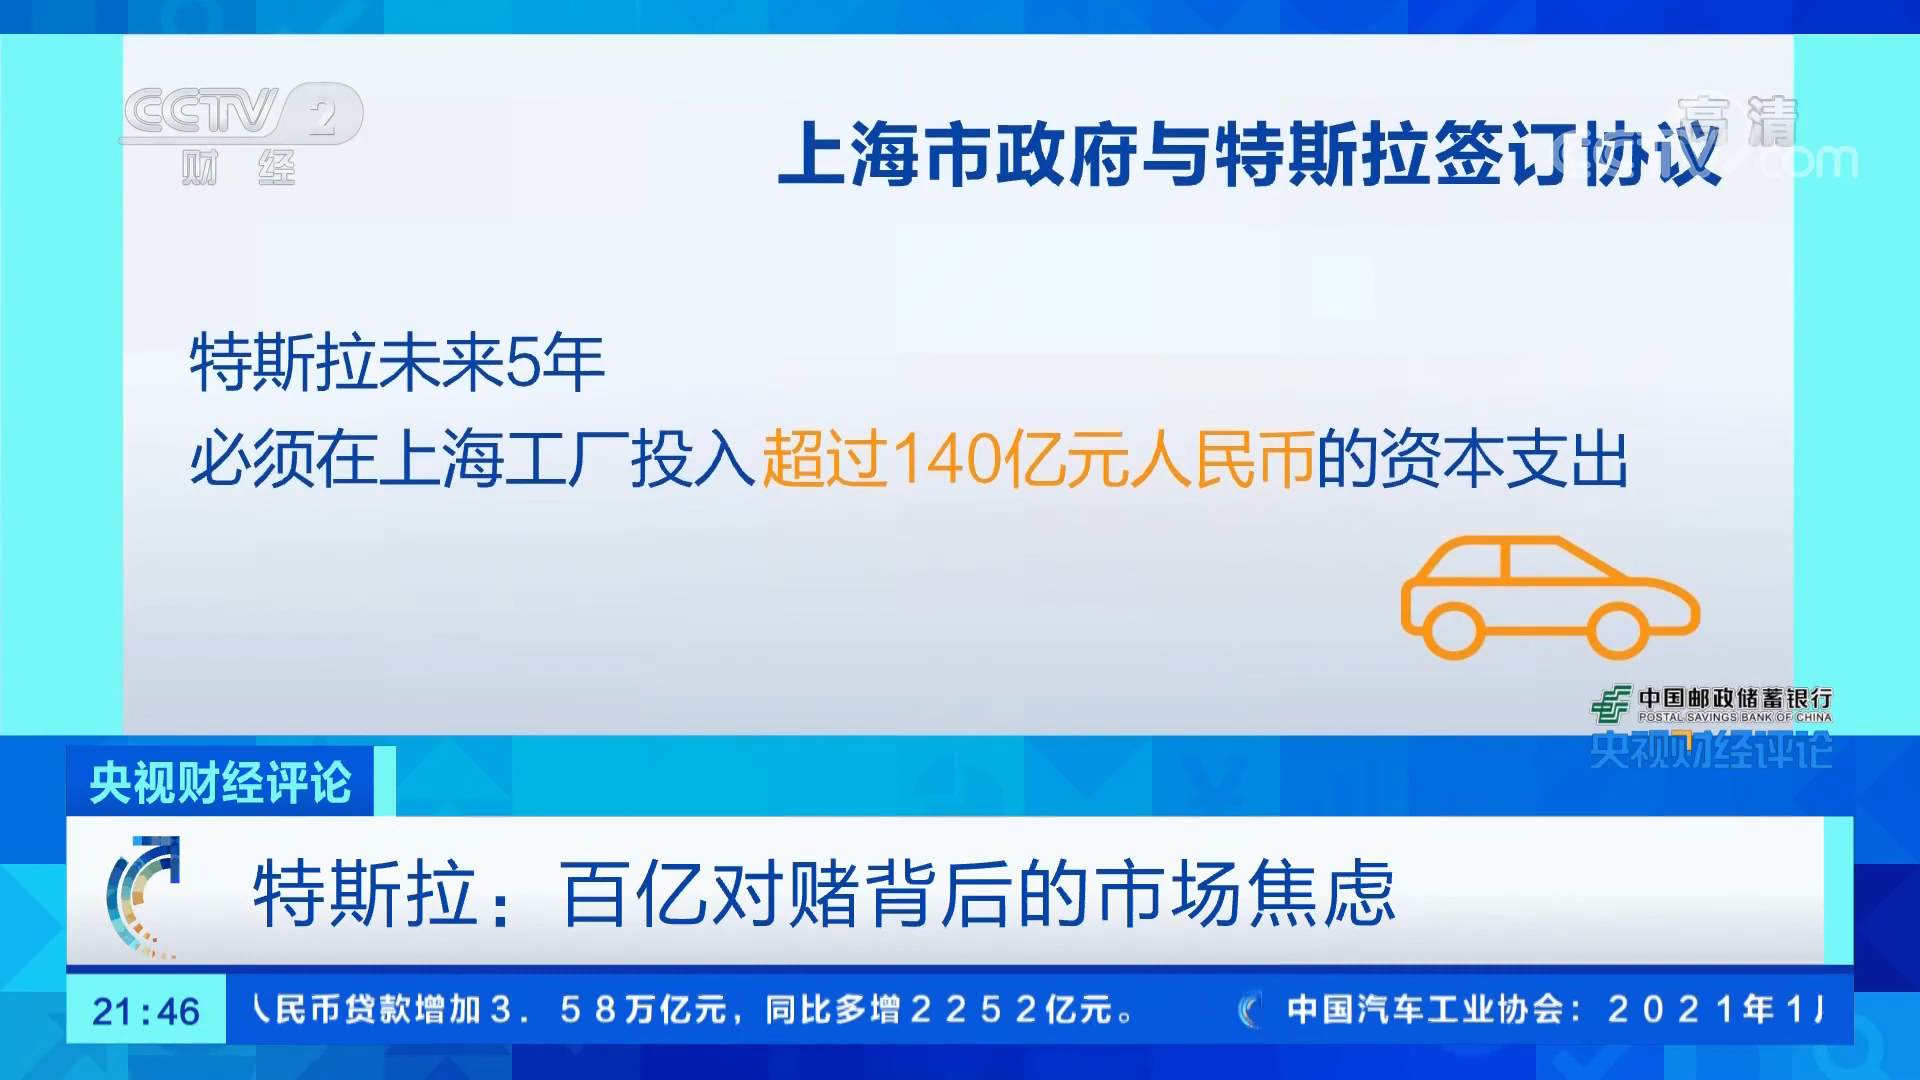 CCTV 2
财经
高清
cctv.com
上海市政府与特斯拉签订协议
特斯拉未来5年
必须在上海工厂投入超过140亿元人民币的资本支出
中国邮政储蓄银行
POSTAL SAVINGS BANK OF CHINA
央视财经评论
央视财经评论
特斯拉：百亿对赌背后的市场焦虑
21:46
人民币贷款增加3．58万亿元，同比多增2252亿元。 中国汽车工业协会：2021年1月